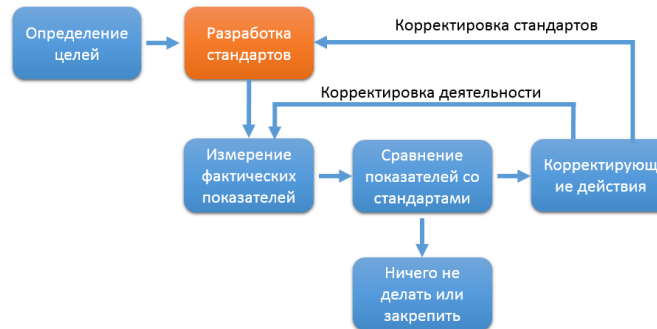 Определение
целей
Разработка
стандартов
Корректировка стандартов
Корректировка деятельности
Измерение
фактических
показателей
Сравнение
показателей со
стандартами
Корректирующ
ие действия
Ничего не
делать или
закрепить